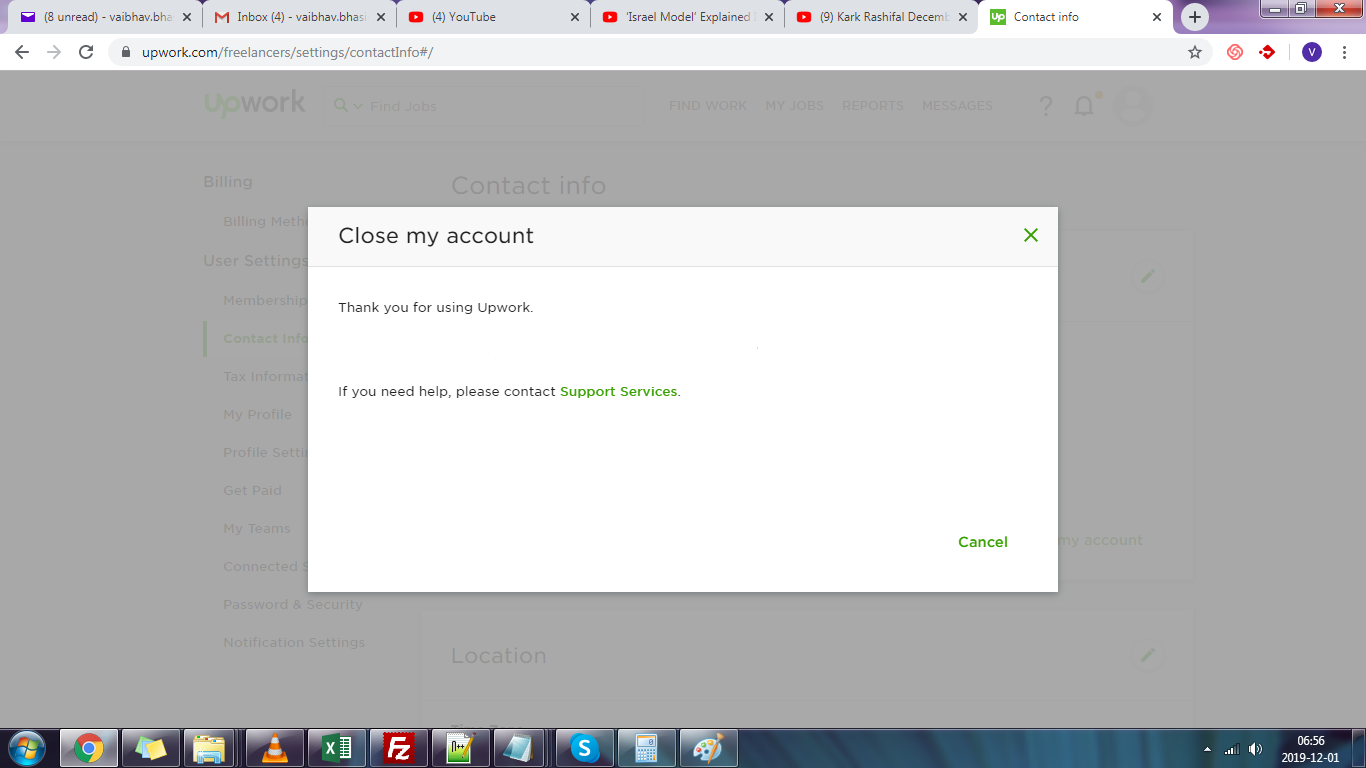 (8 unread) - vaibhav.bha
Inbox (4) - vaibhav.bhasi
(4) YouTube
'Israel Model' Explained
(9) Kark Rashifal Decemb
Contact info
upwork.com/freelancers/settings/contactInfo#/
V
upwork
Find Jobs
FIND WORK
MY JOBS
REPORTS
MESSAGES
?
Billing
Billing Meth
User Settings
Membership
Contact Info
Tax Informat
My Profile
Profile Settin
Get Paid
My Teams
Connected S
Password & Security
Notification Settings
Contact info
Close my account
Thank you for using Upwork.
If you need help, please contact Support Services.
Cancel
my account
Location
Time Zone
06:56
2019-12-01